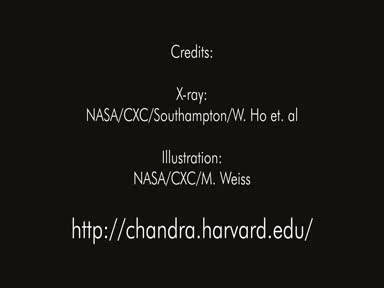 Credits:
X-ray:
NASA/CXC/Southampton/W. Ho et. al
Illustration:
NASA/CXC/M. Weiss
http://chandra.harvard.edu/